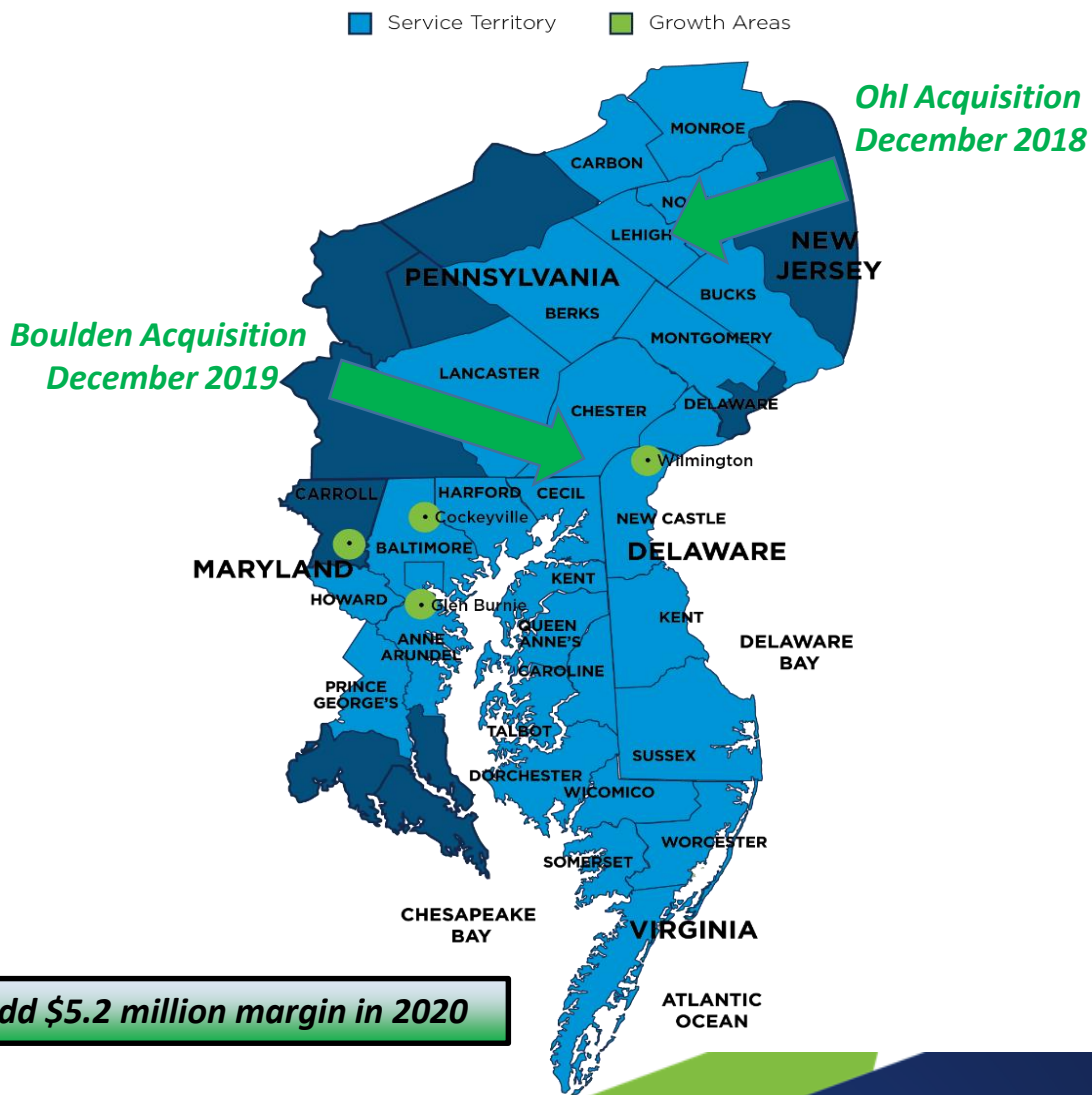 Service Territory
Growth Areas
Ohl Acquisition
December 2018
MONROE
CARBON
NO
LEHIGH
NEW
JERSEY
PENNSYLVANIA
BUCKS
BERKS
MONTGOMERY
Boulden Acquisition
December 2019
LANCASTER
CHESTER
DELAWARE
Wilmington
CARROLL
HARFORD
CECIL
Cockeyville
NEW CASTLE
BALTIMORE
DELAWARE
MARYLAND
KENT
HOWARD
Glen Burnie
KENT
QUEEN
ANNE'S
ANNE
ARUNDEL
DELAWARE
BAY
CAROLINE
PRINCE
GEORGE'S
TALBOT
SUSSEX
DORCHESTER
WICOMICO
WORCESTER
SOMERSET
CHESAPEAKE
BAY
VIRGINIA
ATLANTIC
OCEAN
dd $5.2 million margin in 2020